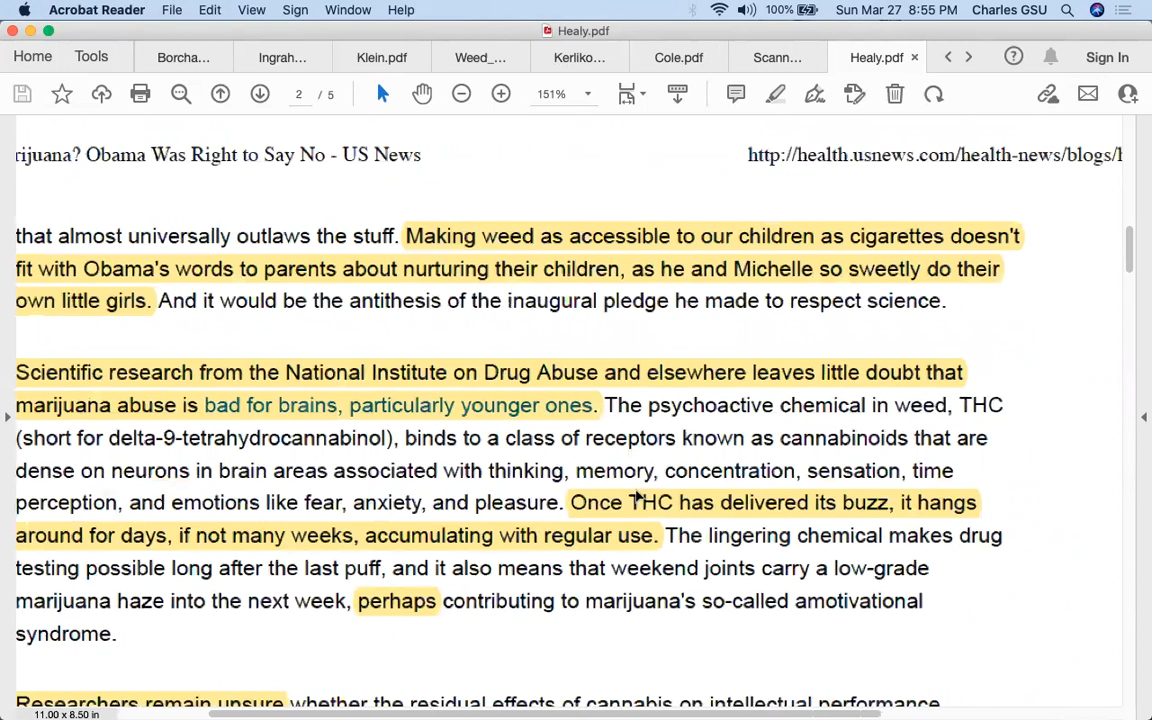 Acrobat Reader File Edit View Sign Window Help 100% Sun Mar 27 8:55 PM Charles GSU
Healy.pdf
Home Tools Borcha... Ingrah... Klein.pdf Weed_... Kerliko... Cole.pdf Scann... Healy.pdf × Sign In
2 / 5 151%
rijuana? Obama Was Right to Say No - US News http://health.usnews.com/health-news/blogs/h
that almost universally outlaws the stuff. Making weed as accessible to our children as cigarettes doesn't
fit with Obama's words to parents about nurturing their children, as he and Michelle so sweetly do their
own little girls. And it would be the antithesis of the inaugural pledge he made to respect science.
Scientific research from the National Institute on Drug Abuse and elsewhere leaves little doubt that
marijuana abuse is bad for brains, particularly younger ones. The psychoactive chemical in weed, THC
(short for delta-9-tetrahydrocannabinol), binds to a class of receptors known as cannabinoids that are
dense on neurons in brain areas associated with thinking, memory, concentration, sensation, time
perception, and emotions like fear, anxiety, and pleasure. Once THC has delivered its buzz, it hangs
around for days, if not many weeks, accumulating with regular use. The lingering chemical makes drug
testing possible long after the last puff, and it also means that weekend joints carry a low-grade
marijuana haze into the next week, perhaps contributing to marijuana's so-called amotivational
syndrome.
Researchers remain unsure whether the residual effects of cannabis on intellectual performance
11.00 x 8.50 in